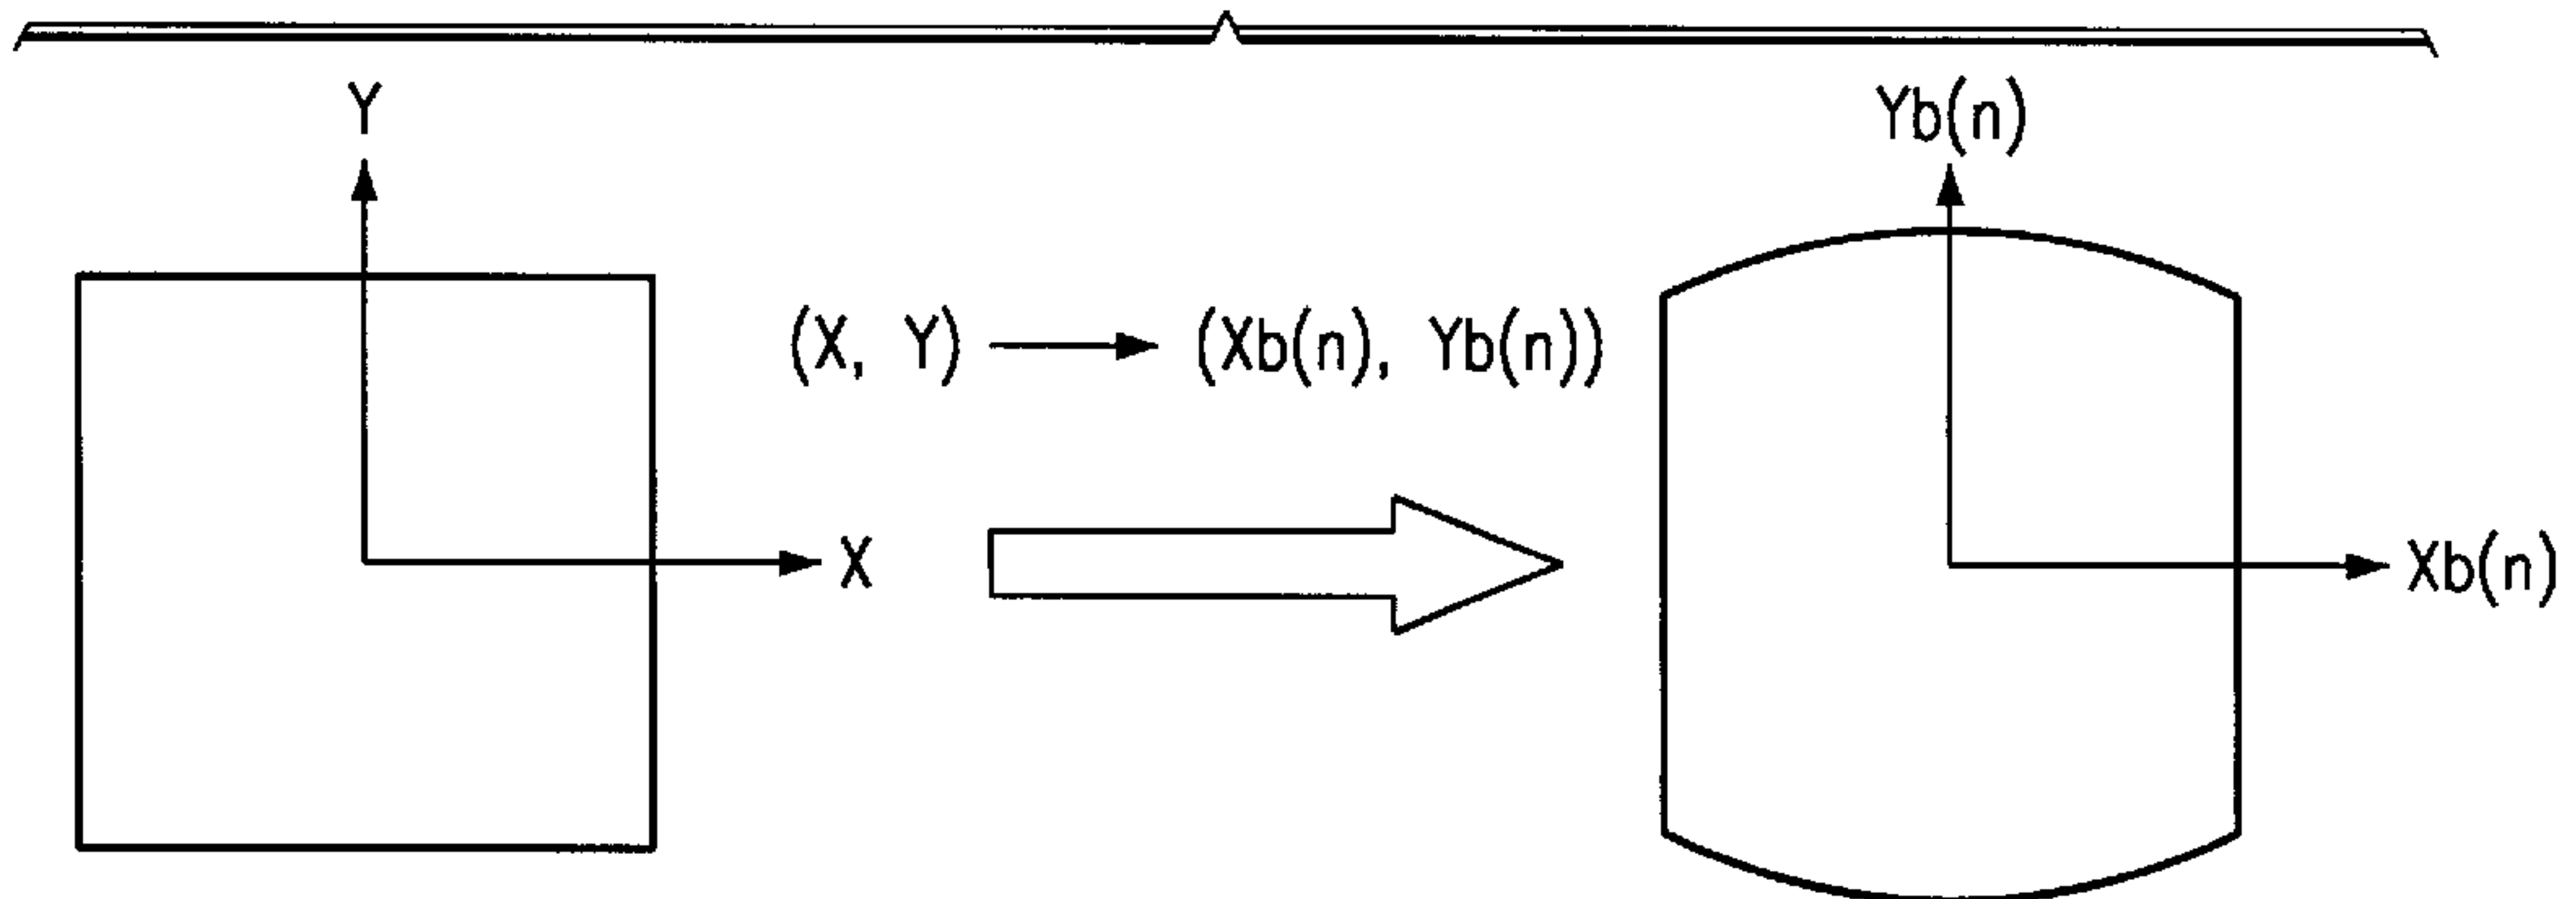 Y
Yb(n)
(X, Y) → (Xb(n), Yb(n))
X
Xb(n)